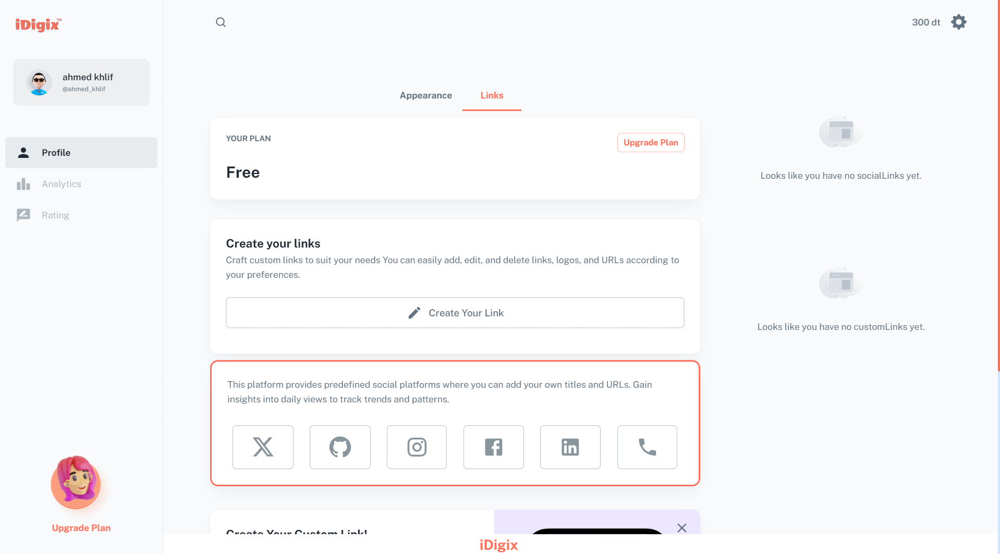 iDigix™
300 dt
ahmed khlif
@ahmed_khlif
Profile
Analytics
Rating
Upgrade Plan
Appearance
Links
YOUR PLAN
Upgrade Plan
Free
Create your links
Craft custom links to suit your needs You can easily add, edit, and delete links, logos, and URLs according to
your preferences.
Create Your Link
This platform provides predefined social platforms where you can add your own titles and URLs. Gain
insights into daily views to track trends and patterns.
in
Create Your Custom Link!
Looks like you have no socialLinks yet.
Looks like you have no customLinks yet.
iDigix